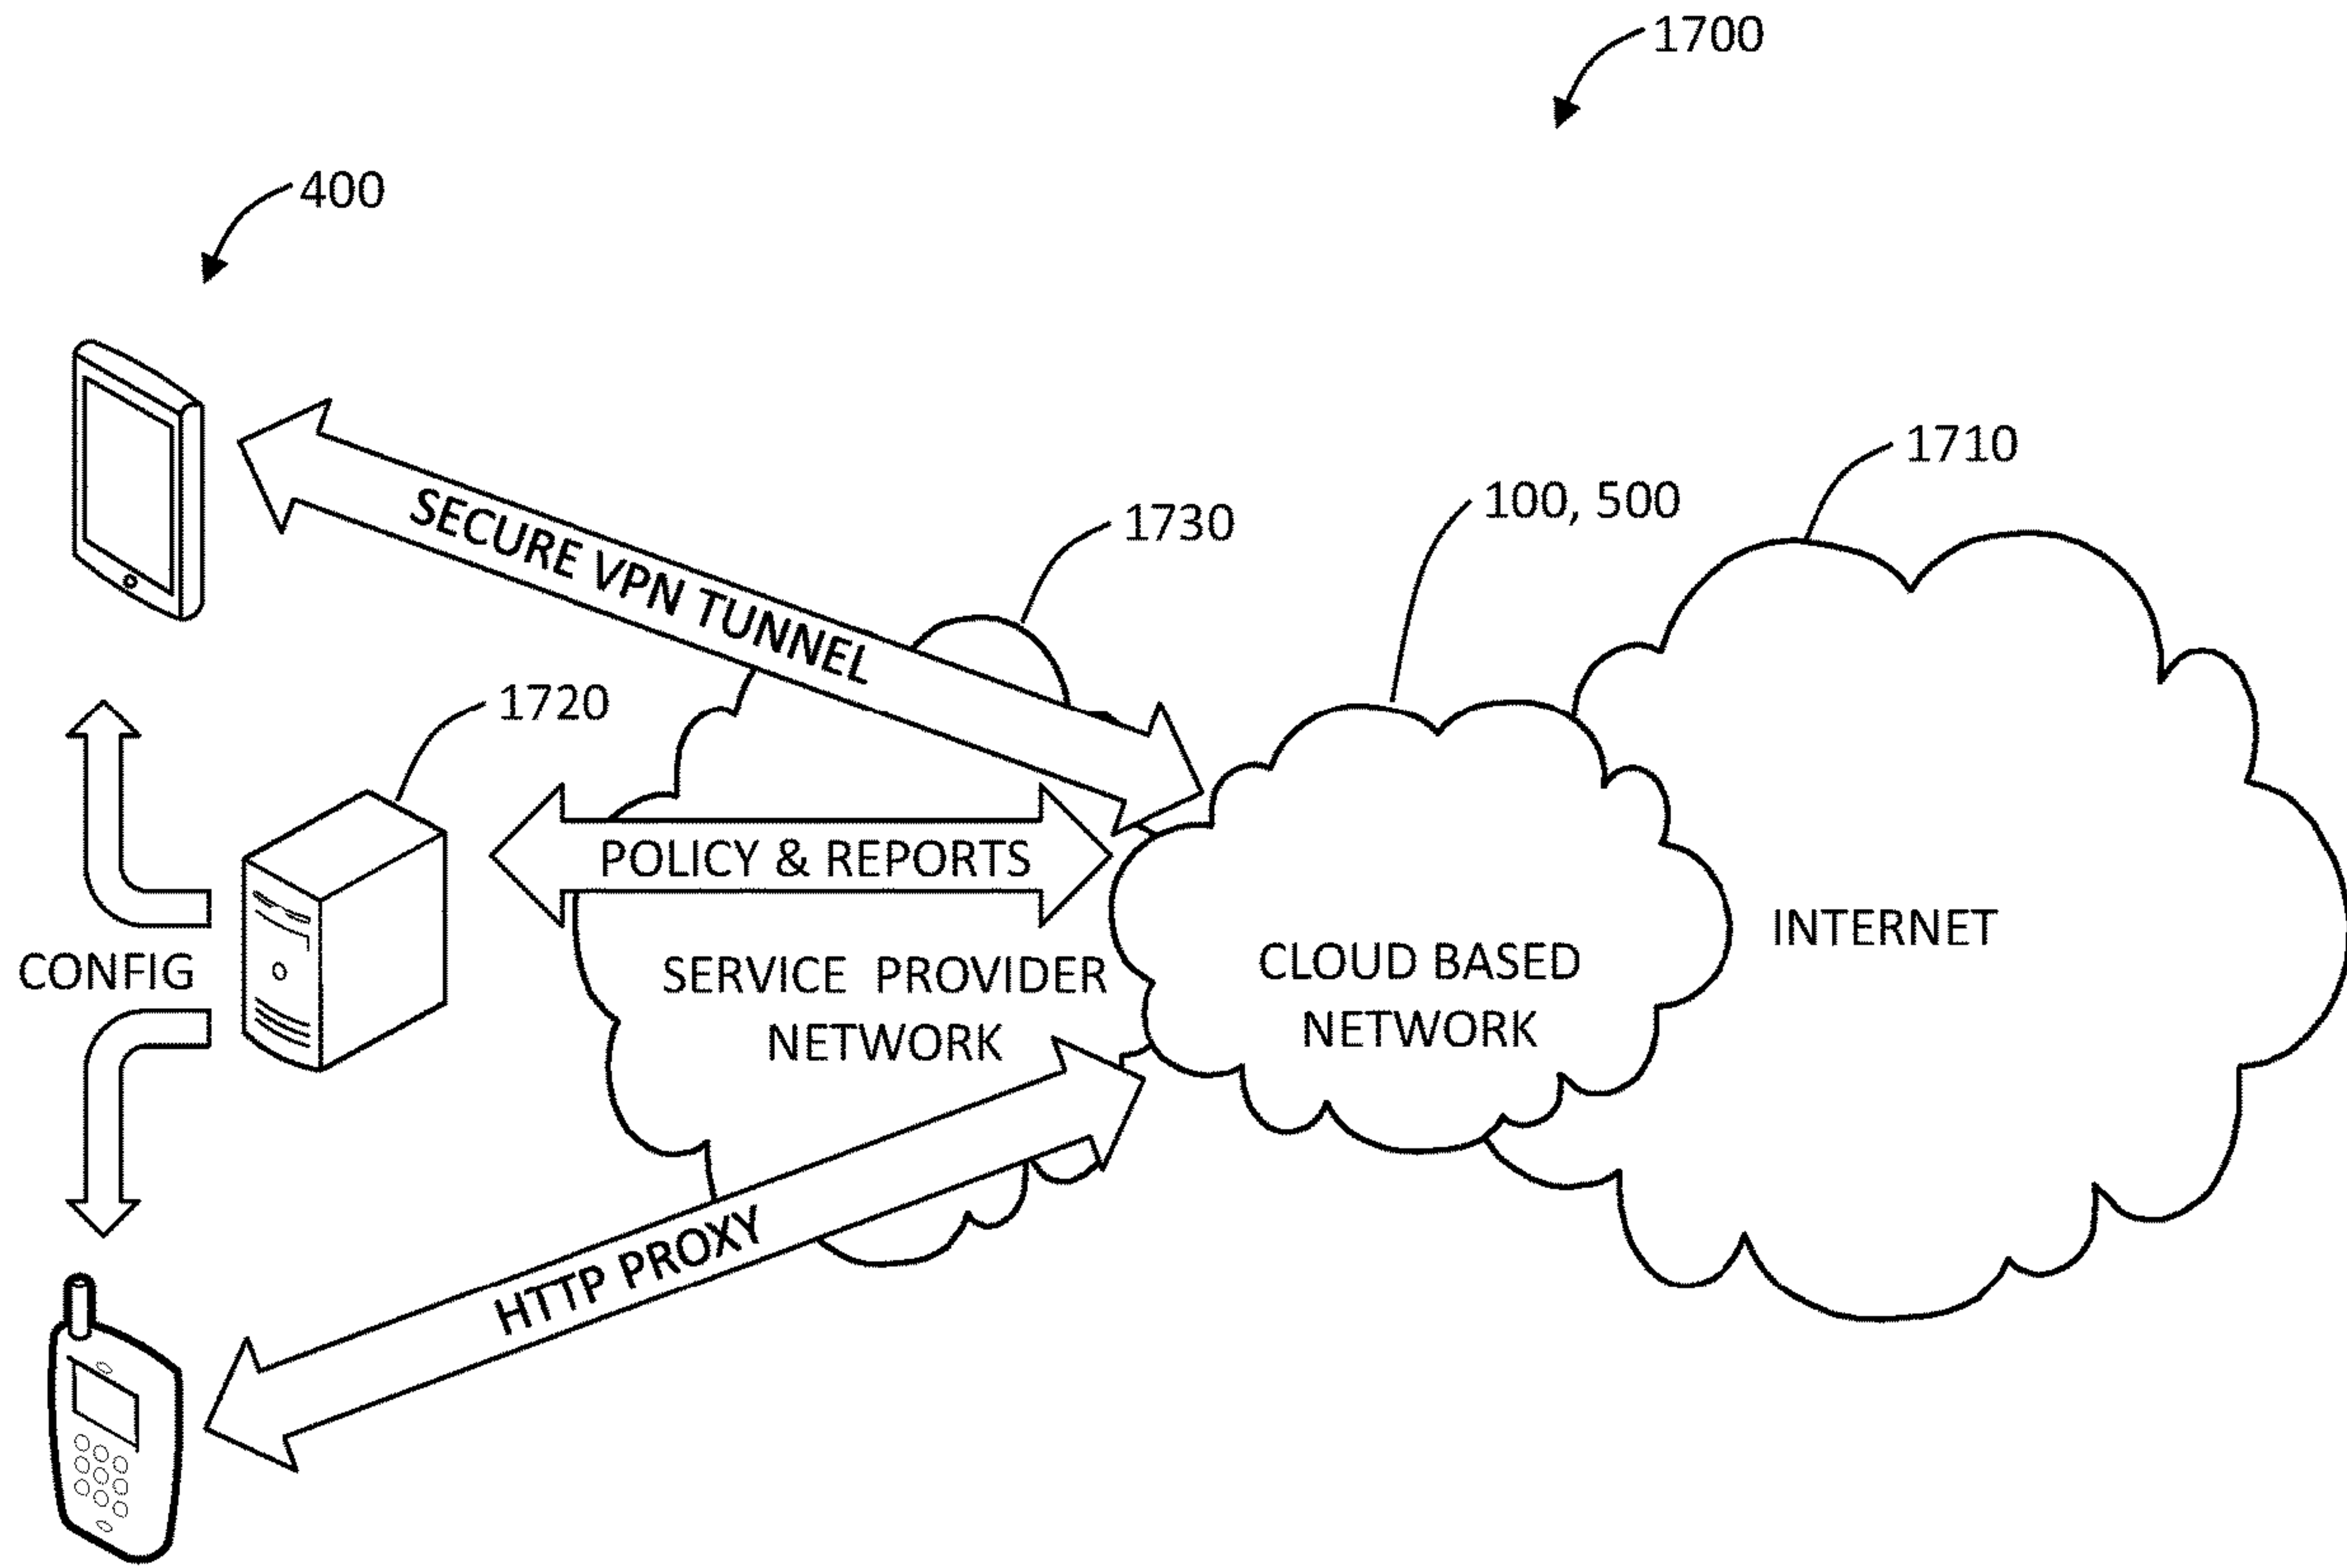 1700
400
1710
100, 500
1730
SECURE VPN TUNNEL
1720
POLICY & REPORTS
INTERNET
CONFIG
SERVICE PROVIDER
NETWORK
CLOUD BASED
NETWORK
HTTP PROXY